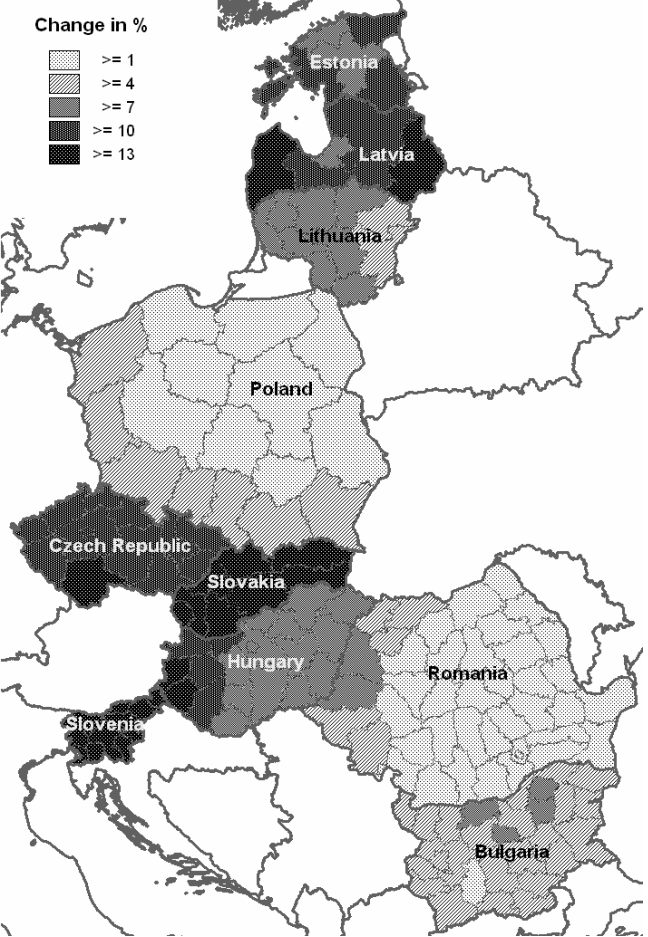 Change in %
>= 1
>= 4
>= 7
>= 10
>= 13
Estonia
Latvia
Lithuania
Poland
Czech Republic
Slovakia
Hungary
Romania
Slovenia
Bulgaria